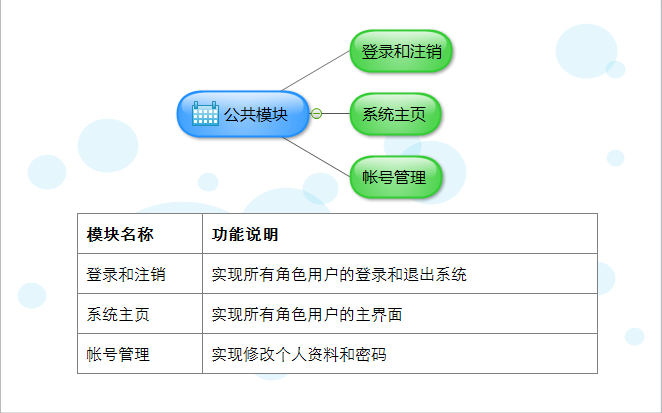 登录和注销
公共模块
系统主页
帐号管理
模块名称 功能说明
登录和注销 实现所有角色用户的登录和退出系统
系统主页 实现所有角色用户的主界面
帐号管理 实现修改个人资料和密码